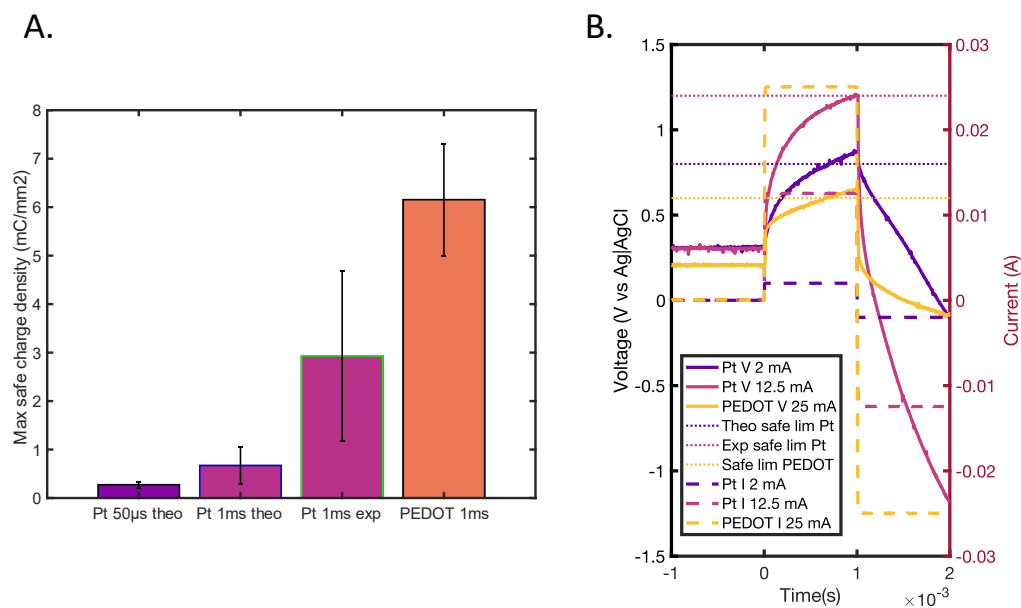 A.
B.
Max safe charge density (mC/mm2)
8
7
6
5
4
3
2
1
0
Pt 50µs theo
Pt 1ms theo
Pt 1ms exp
PEDOT 1ms
Voltage (V vs Ag|AgCl
1.5
1
0.5
0
-0.5
-1
-1.5
0.03
0.02
0.01
0
-0.01
-0.02
-0.03
Current (A)
Pt V 2 mA
Pt V 12.5 mA
PEDOT V 25 mA
Theo safe lim Pt
Exp safe lim Pt
Safe lim PEDOT
Pt I 2 mA
Pt I 12.5 mA
PEDOT I 25 mA
-1
0
1
2
Time(s)
×10-3